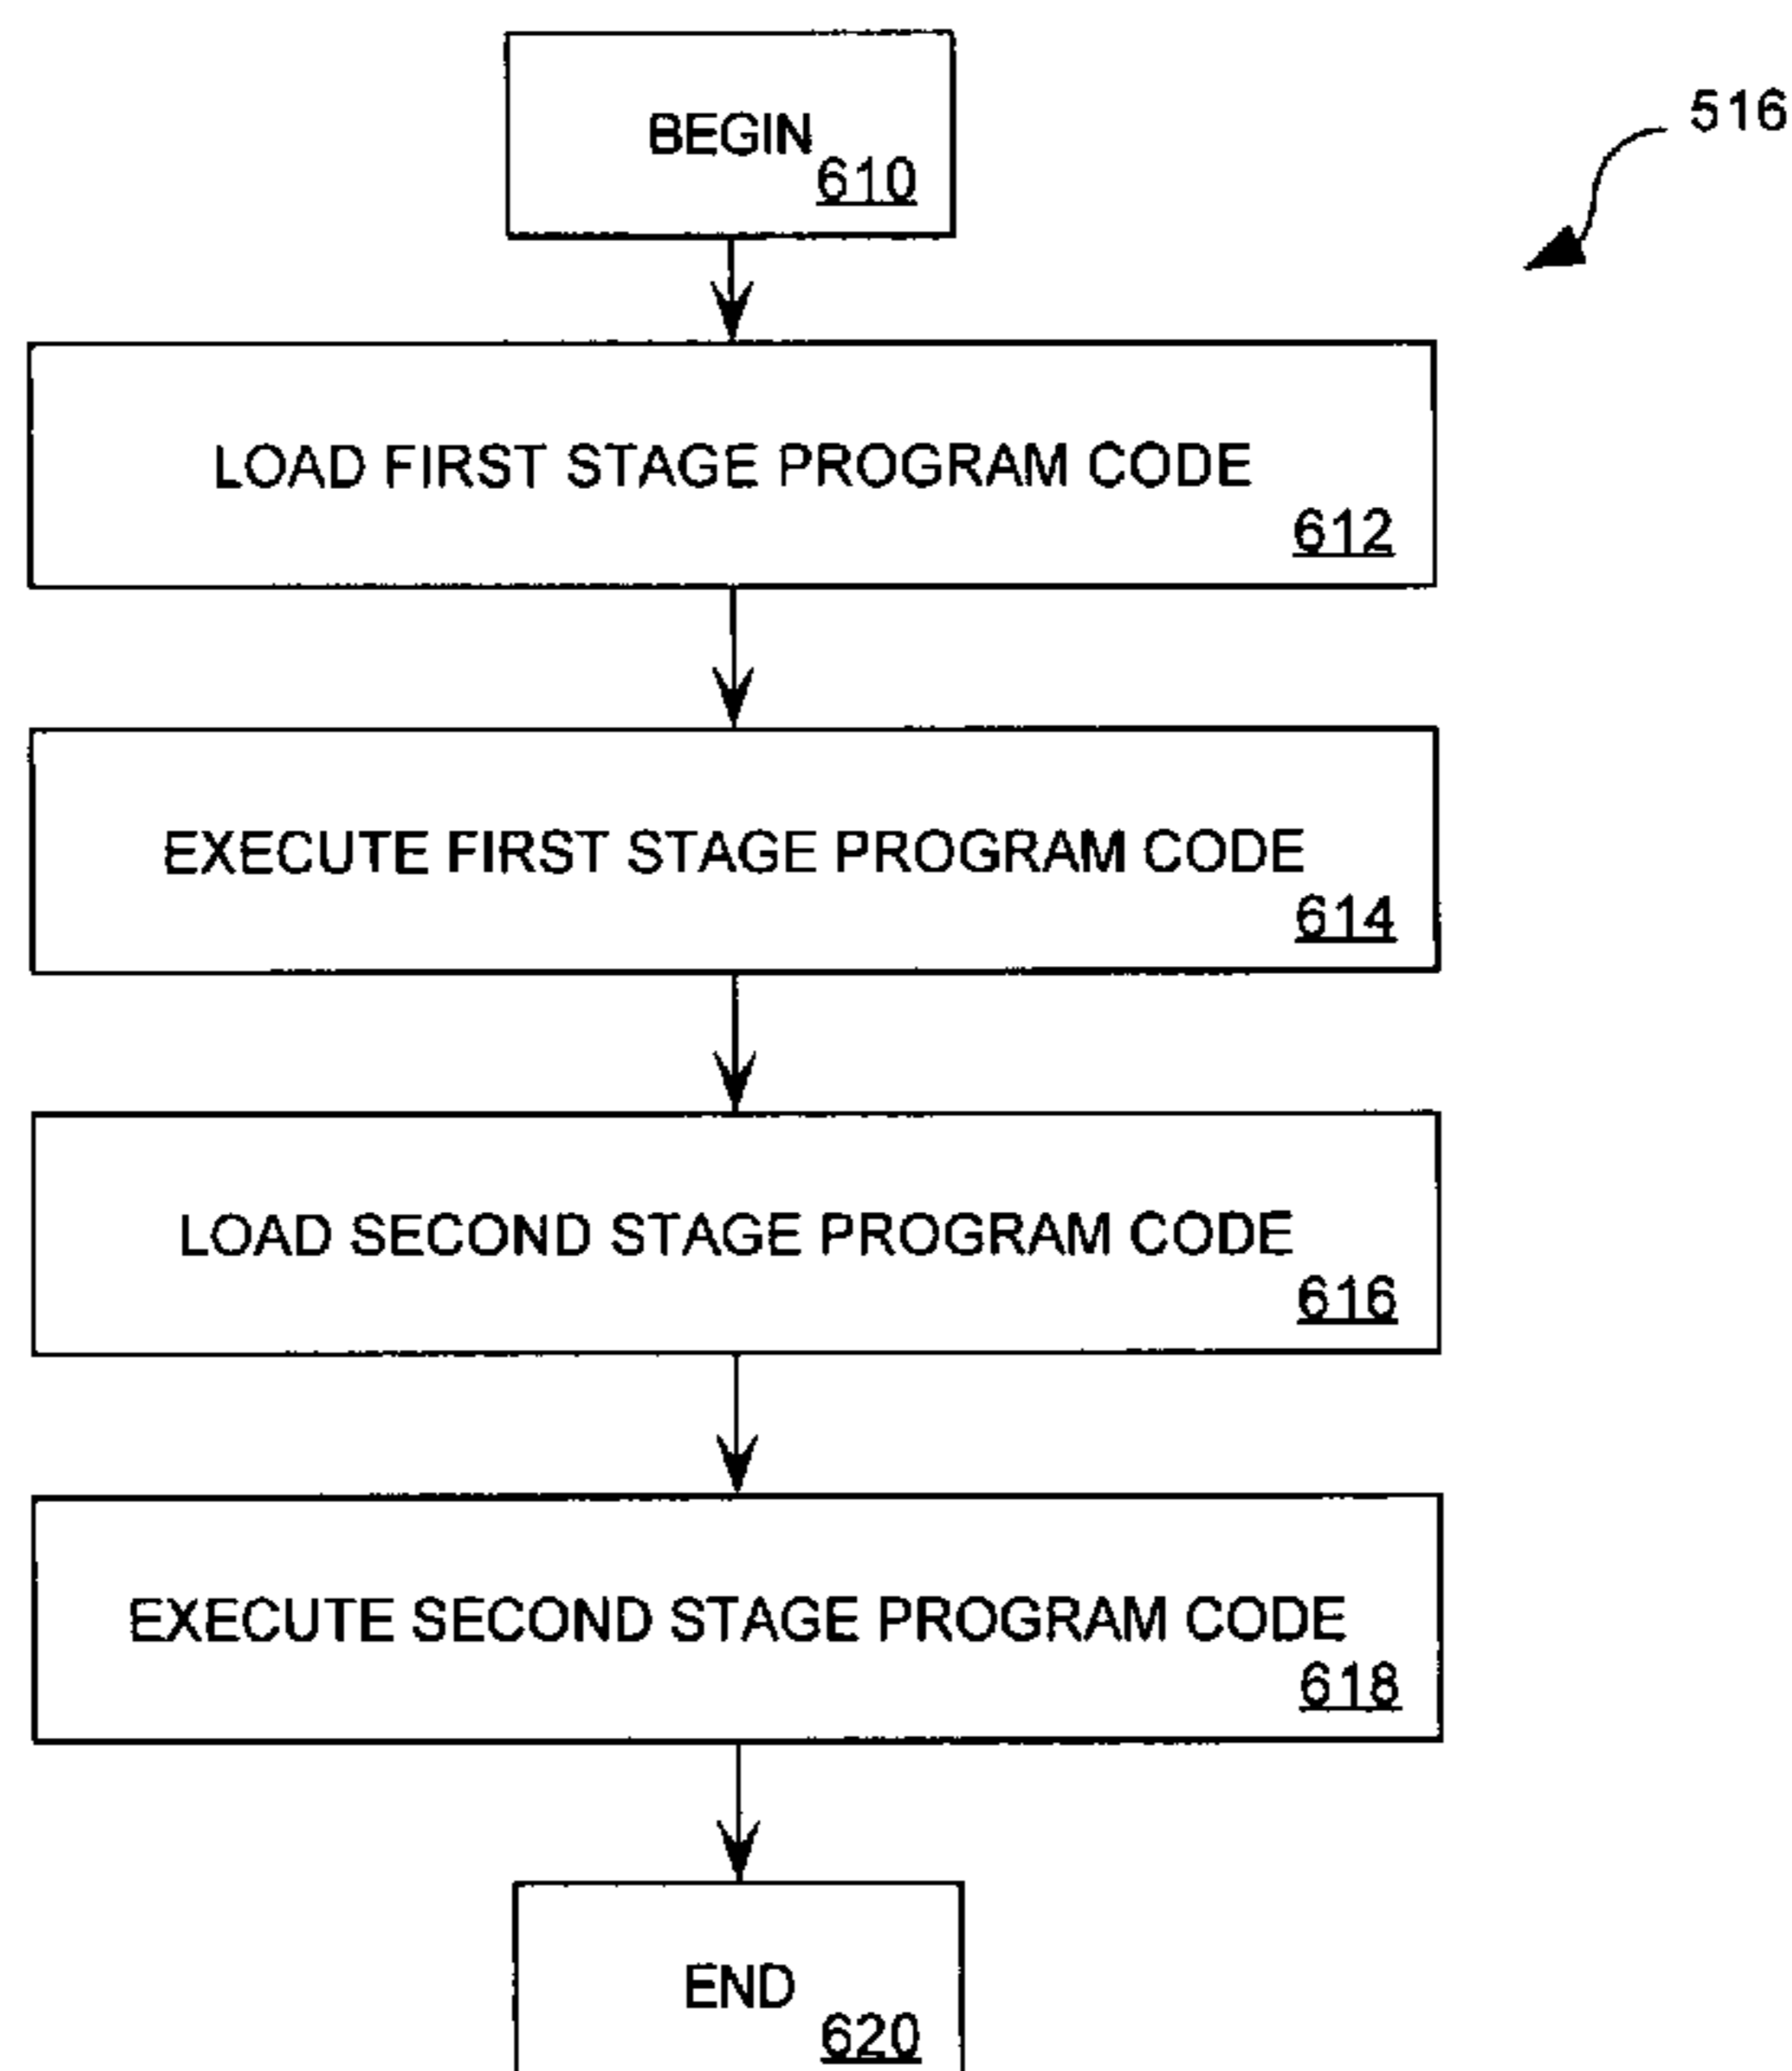 BEGIN
610
516
LOAD FIRST STAGE PROGRAM CODE
612
EXECUTE FIRST STAGE PROGRAM CODE
614
LOAD SECOND STAGE PROGRAM CODE
616
EXECUTE SECOND STAGE PROGRAM CODE
618
END
620